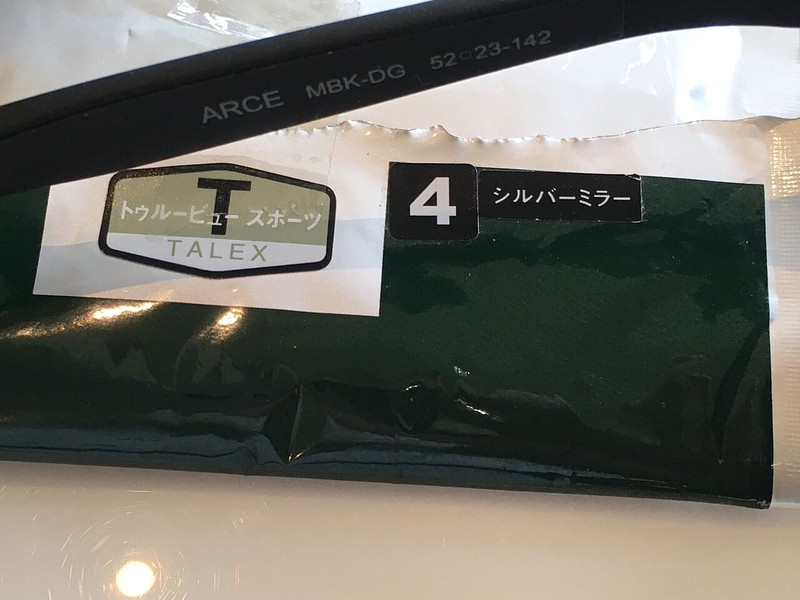 ARCE MBK-DG 52□23-142
T
トゥルービュー スポーツ
TALEX
4
シルバーミラー